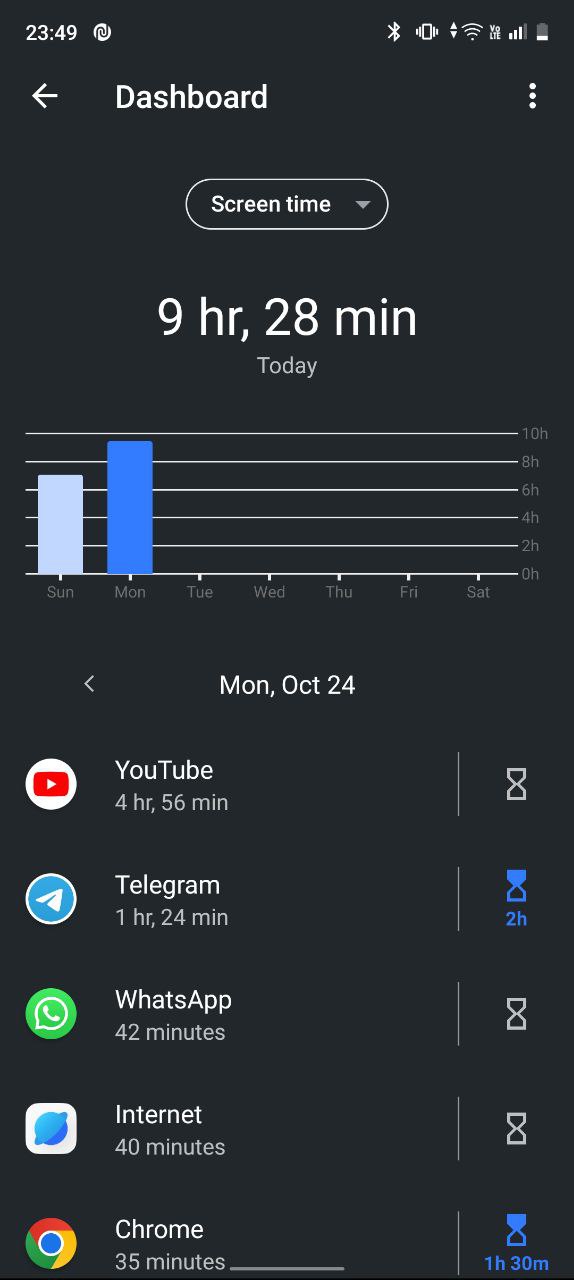 23:49
Vo
LTE
Dashboard
Screen time
9 hr, 28 min
Today
10h
8h
6h
4h
2h
0h
Sun Mon Tue Wed Thu Fri Sat
Mon, Oct 24
YouTube
4 hr, 56 min
Telegram
1 hr, 24 min
2h
WhatsApp
42 minutes
Internet
40 minutes
Chrome
35 minutes
1h 30m